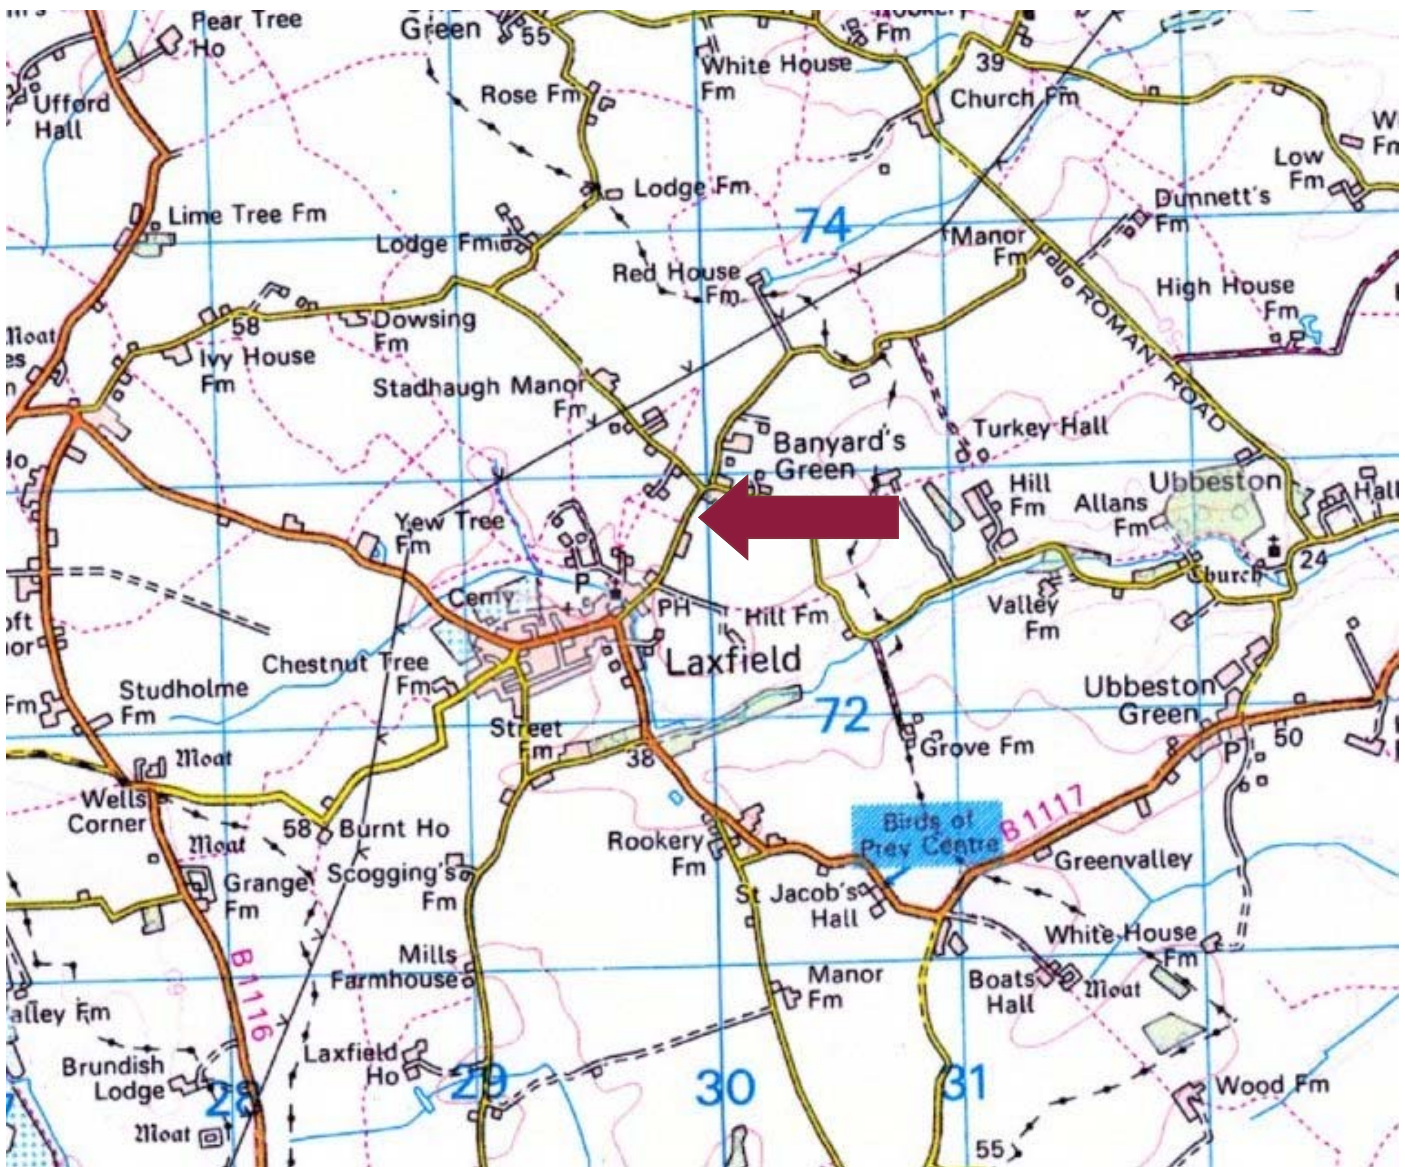 Pear Tree
Ho
Green
55
Fm
White House
Fm
39
Church Fm
Rose Fm
Ufford
Hall
Low
Fm
Lodge Fm
Dunnett's
Fm
Lime Tree Fm
Lodge Fm
74
Manor
Fm
Red House
Fm
High House
Fm
ROMAN ROAD
58
Dowsing
Fm
Moat
Ivy House
Fm
Stadhaugh Manor
Fm
Turkey Hall
Banyard's
Green
Ubbeston
Hill
Fm
Allans
Fm
Hall
Yew Tree
Fm
Church
24
P
Cemy
PH
Hill Fm
Valley
Fm
Laxfield
Chestnut Tree
Fm
Studholme
Fm
Fm
Ubbeston
Green
72
Street
Fm
38
Grove Fm
50
P
Moat
Wells
Corner
58
Burnt Ho
Birds of
Prey Centre
B1117
Moat
Rookery
Fm
Greenvalley
Scogging's
Fm
Grange
Fm
St Jacob's
Hall
White House
Fm
Mills
Farmhouse
Manor
Fm
Boats
Hall
Moat
B1116
Laxfield
Ho
Brundish
Lodge
28
29
30
31
Wood Fm
Moat
55